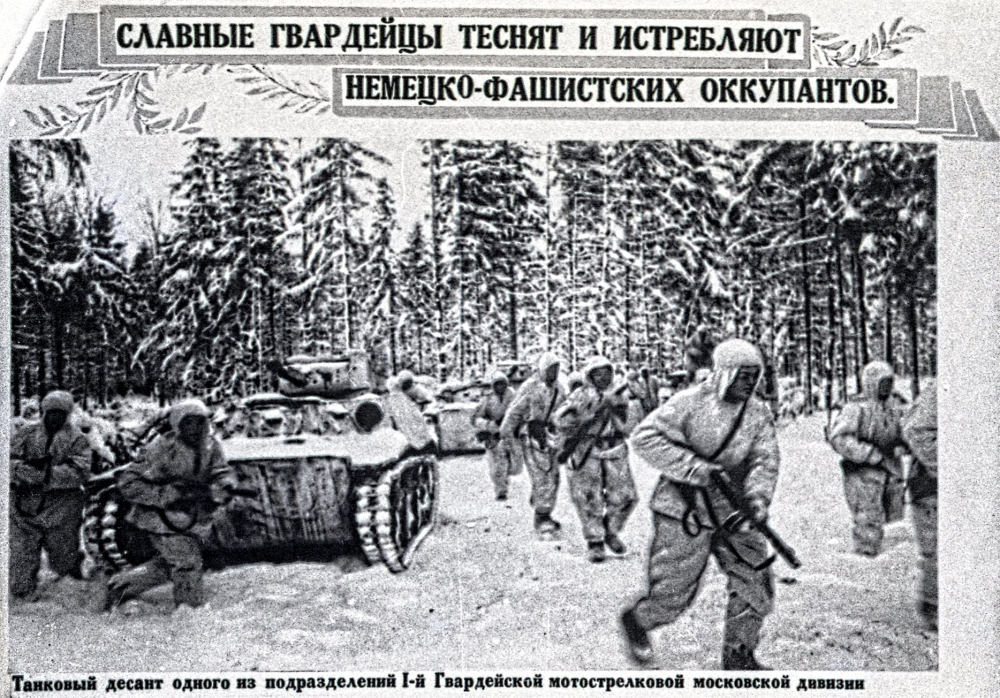 СЛАВНЫЕ ГВАРДЕЙЦЫ ТЕСНЯТ И ИСТРЕБЛЯЮТ
НЕМЕЦКО-ФАШИСТСКИХ ОККУПАНТОВ.
Танковый десант одного из подразделений I-й Гвардейской мотострелковой московской дивизии